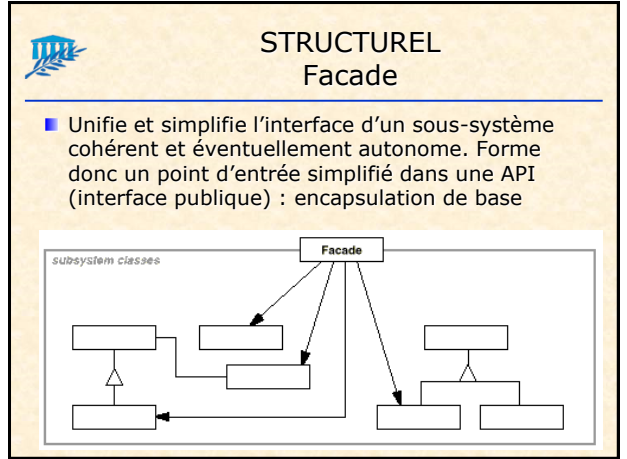 STRUCTUREL
Facade
Unifie et simplifie l’interface d’un sous-système
cohérent et éventuellement autonome. Forme
donc un point d’entrée simplifié dans une API
(interface publique) : encapsulation de base
Facade
subsystem classes